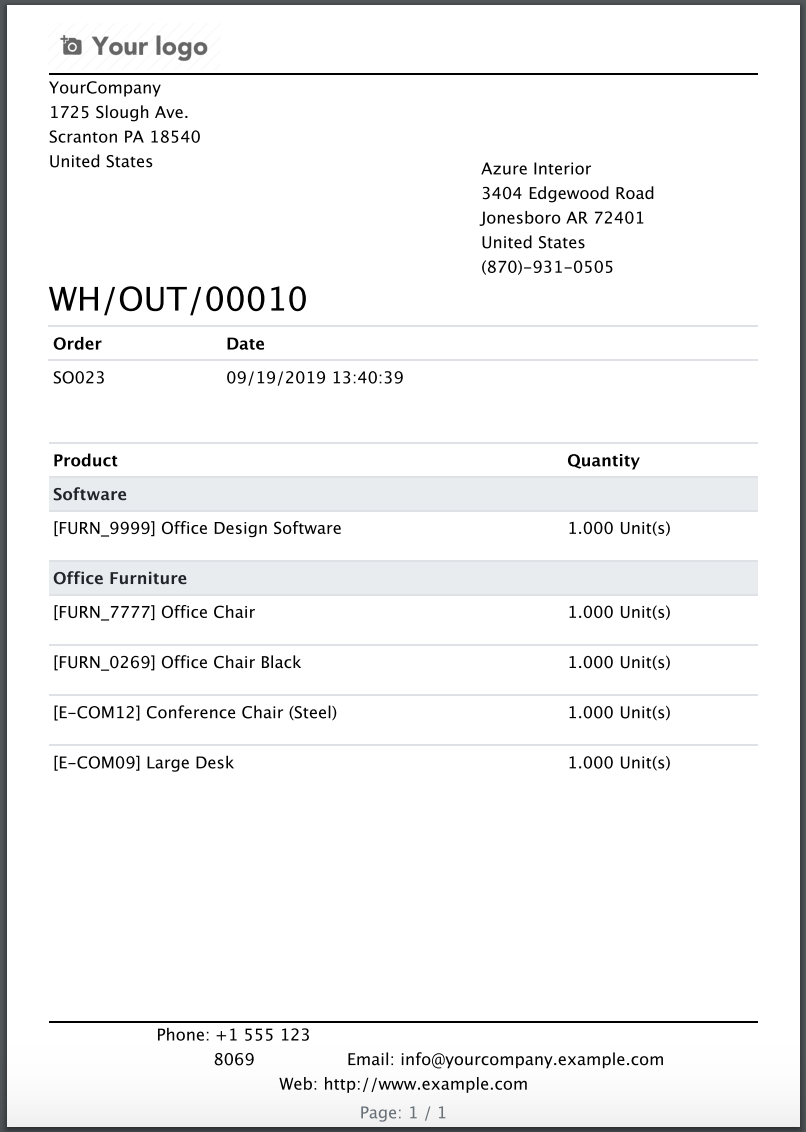 Your logo
YourCompany
1725 Slough Ave.
Scranton PA 18540
United States
Azure Interior
3404 Edgewood Road
Jonesboro AR 72401
United States
(870)-931-0505
WH/OUT/00010
Order Date
SO023 09/19/2019 13:40:39
Product Quantity
Software
[FURN_9999] Office Design Software 1.000 Unit(s)
Office Furniture
[FURN_7777] Office Chair 1.000 Unit(s)
[FURN_0269] Office Chair Black 1.000 Unit(s)
[E-COM12] Conference Chair (Steel) 1.000 Unit(s)
[E-COM09] Large Desk 1.000 Unit(s)
Phone: +1 555 123
8069 Email: info@yourcompany.example.com
Web: http://www.example.com
Page: 1 / 1